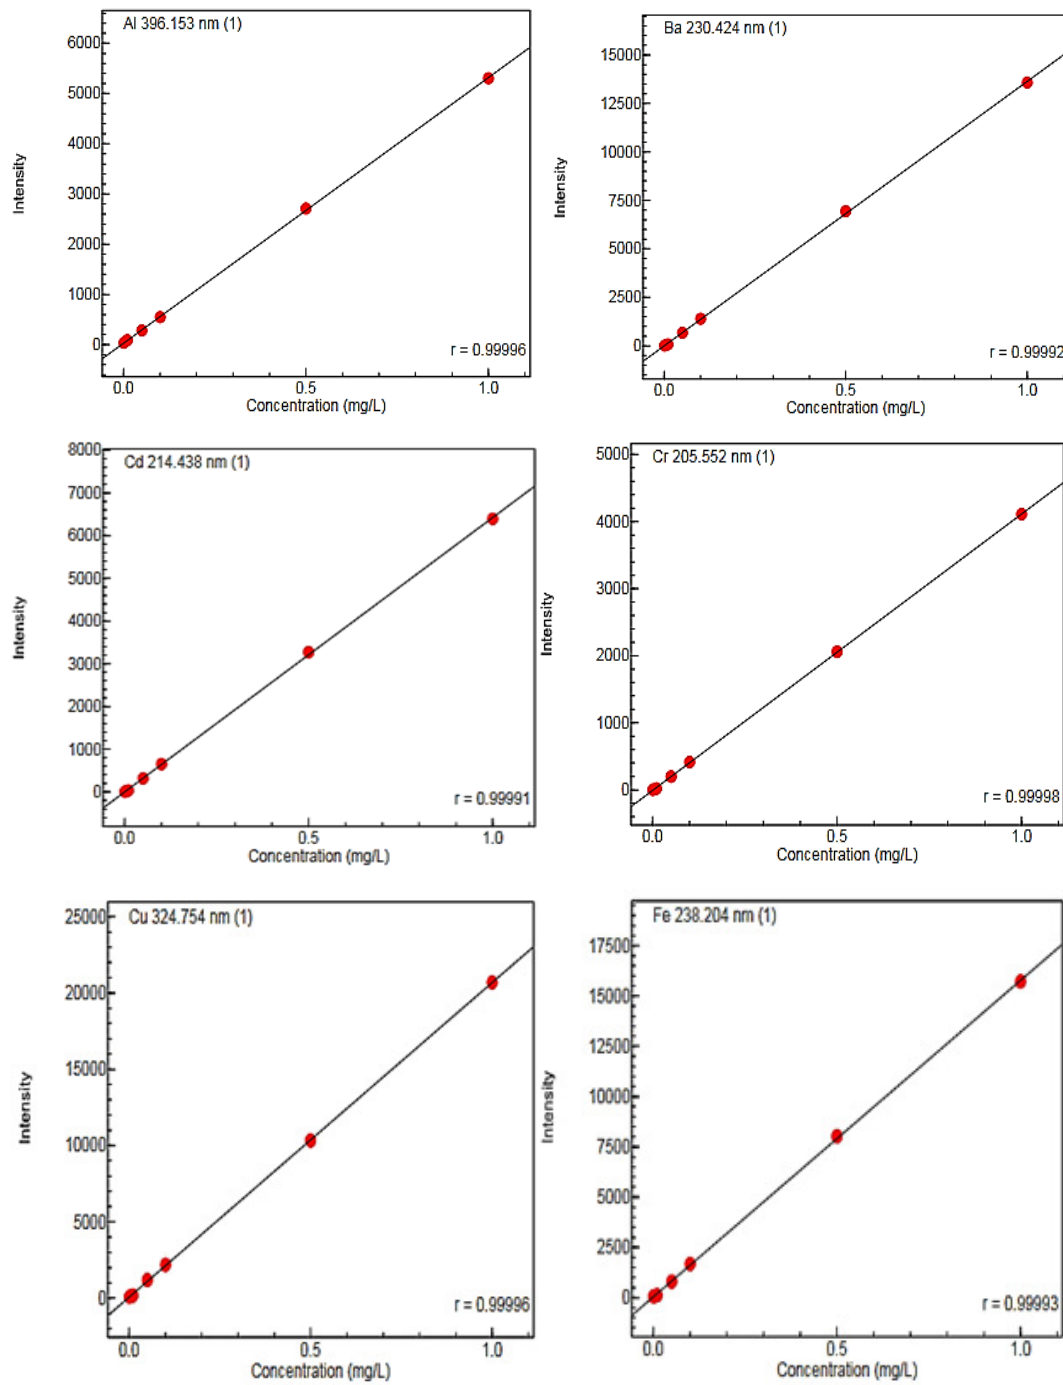 Al 396.153 nm (1)
6000
5000
4000
3000
2000
1000
0
Intensity
r = 0.99996
0.0 0.5 1.0
Concentration (mg/L)
Ba 230.424 nm (1)
15000
12500
10000
7500
5000
2500
0
Intensity
r = 0.99992
0.0 0.5 1.0
Concentration (mg/L)
Cd 214.438 nm (1)
8000
7000
6000
5000
4000
3000
2000
1000
0
Intensity
r = 0.99991
0.0 0.5 1.0
Concentration (mg/L)
Cr 205.552 nm (1)
5000
4000
3000
2000
1000
0
Intensity
r = 0.99998
0.0 0.5 1.0
Concentration (mg/L)
Cu 324.754 nm (1)
25000
20000
15000
10000
5000
0
Intensity
r = 0.99996
0.0 0.5 1.0
Concentration (mg/L)
Fe 238.204 nm (1)
17500
15000
12500
10000
7500
5000
2500
0
Intensity
r = 0.99993
0.0 0.5 1.0
Concentration (mg/L)